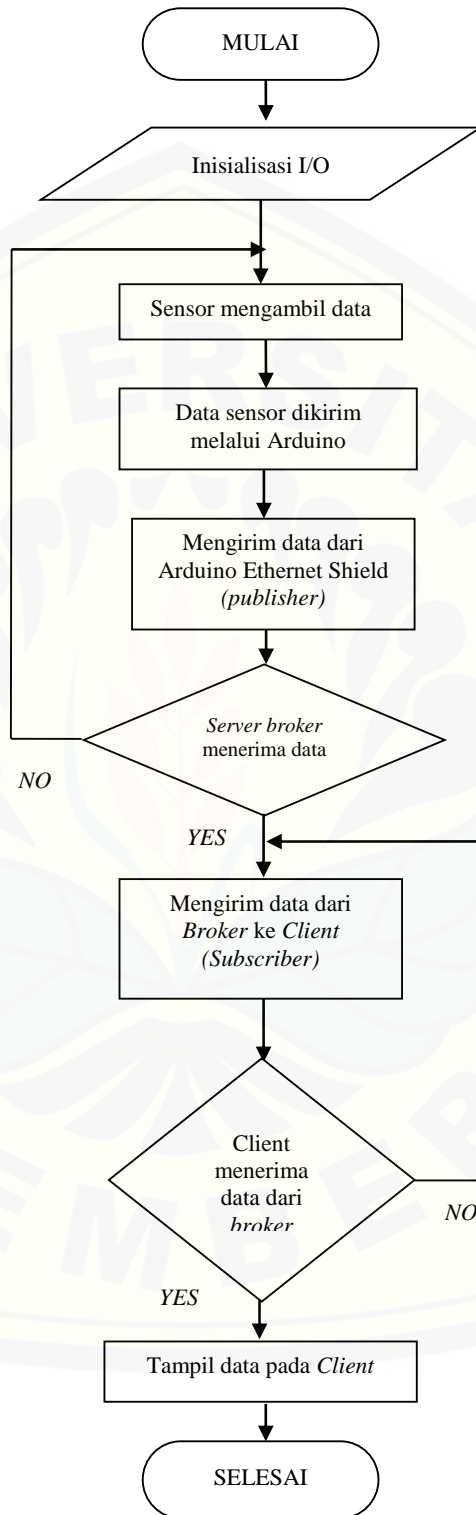 MULAI
Inisialisasi I/O
Sensor mengambil data
Data sensor dikirim
melalui Arduino
Mengirim data dari
Arduino Ethernet Shield
(publisher)
Server broker
menerima data
NO
YES
Mengirim data dari
Broker ke Client
(Subscriber)
Client
menerima
data dari
broker
NO
YES
Tampil data pada Client
SELESAI